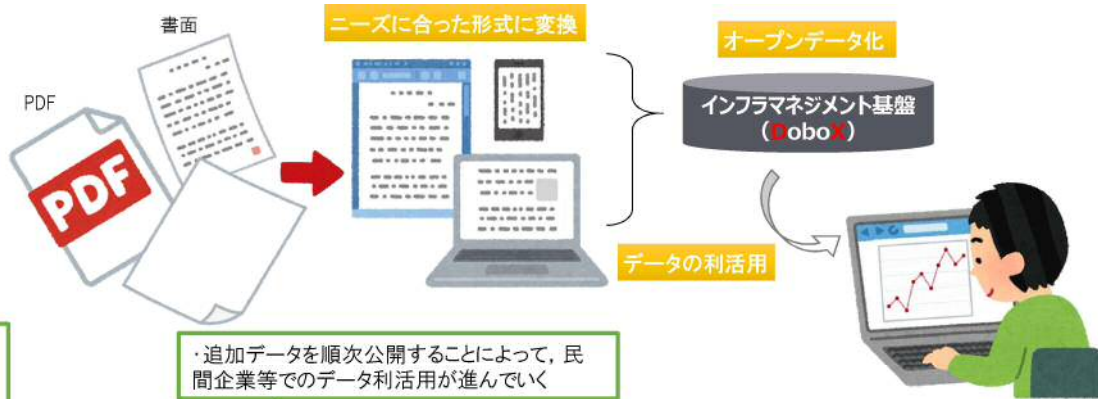 書面
ニーズに合った形式に変換
オープンデータ化
PDF
インフラマネジメント基盤
(DoboX)
PDF
データの利活用
・追加データを順次公開することによって, 民
間企業等でのデータ利活用が進んでいく